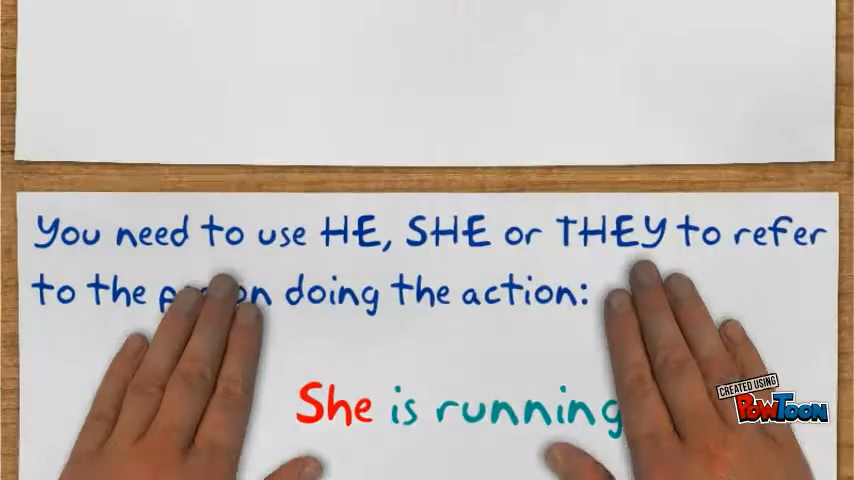 You need to use HE, SHE or THEY to refer
to the person doing the action:
She is running
CREATED USING
POWTOON